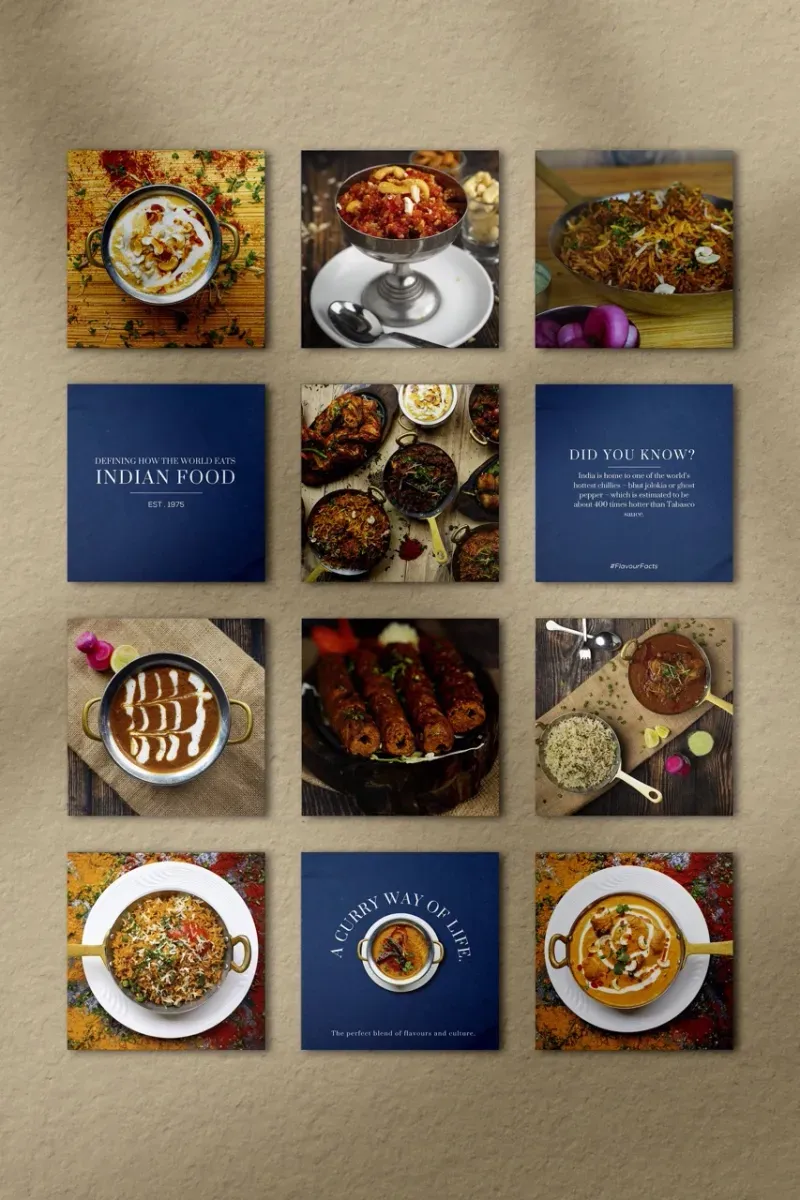 DEFINING HOW THE WORLD EATS
INDIAN FOOD
EST . 1975
DID YOU KNOW?
India is home to one of the world's
hottest chillies – bhut jolokia or ghost
pepper – which is estimated to be
about 400 times hotter than Tabasco
sauce.
#FlavourFacts
A CURRY WAY OF LIFE.
The perfect blend of flavours and culture.